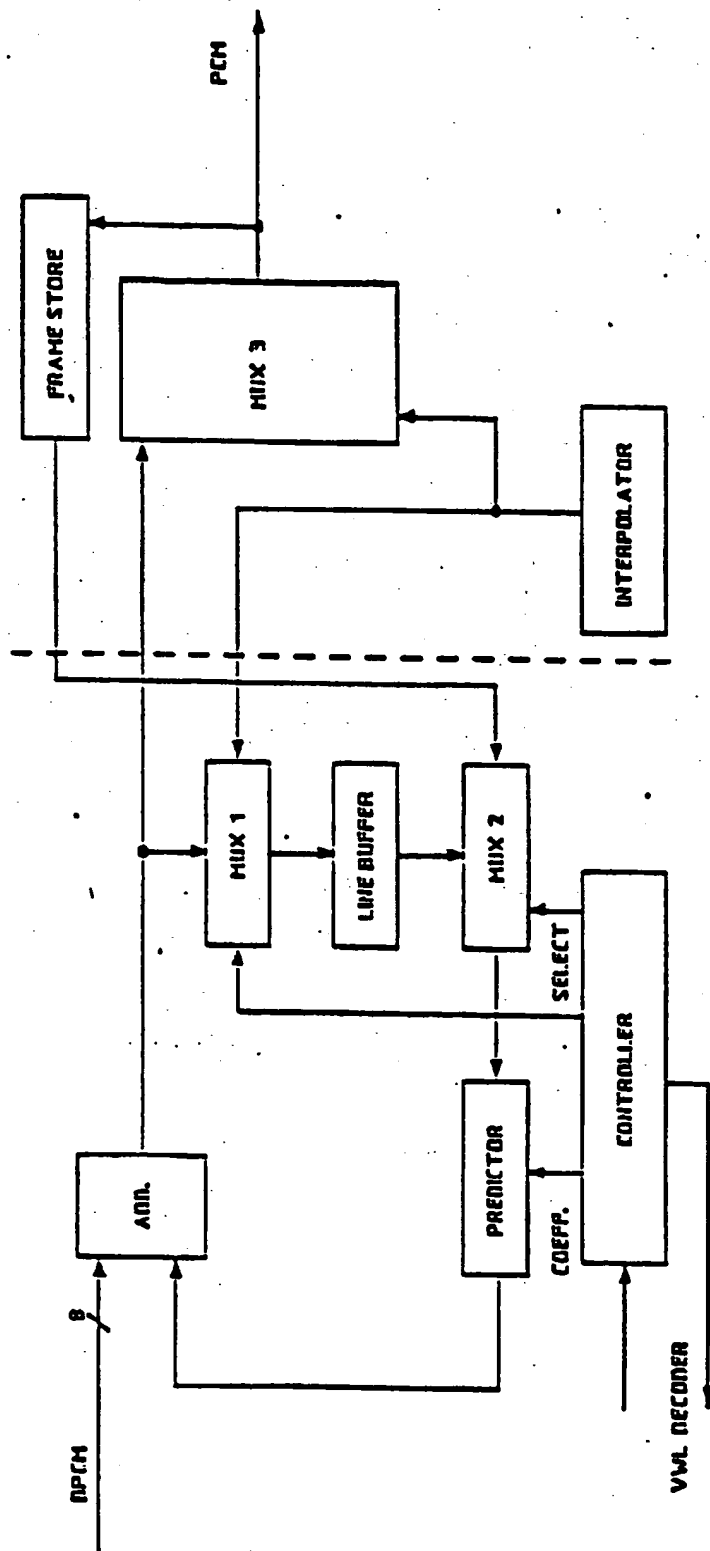 DPCM
8
ADD.
PCM
FRAME STORE
MUX 3
MUX 1
LINE BUFFER
MUX 2
INTERPOLATOR
PREDICTOR
COEFF.
SELECT
CONTROLLER
VWL DECODER